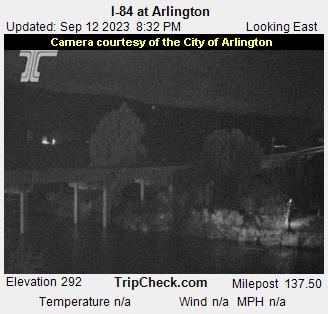 I-84 at Arlington
Updated: Sep 12 2023 8:32 PM Looking East
Camera courtesy of the City of Arlington
Elevation 292 TripCheck.com Milepost 137.50
Temperature n/a Wind n/a MPH n/a